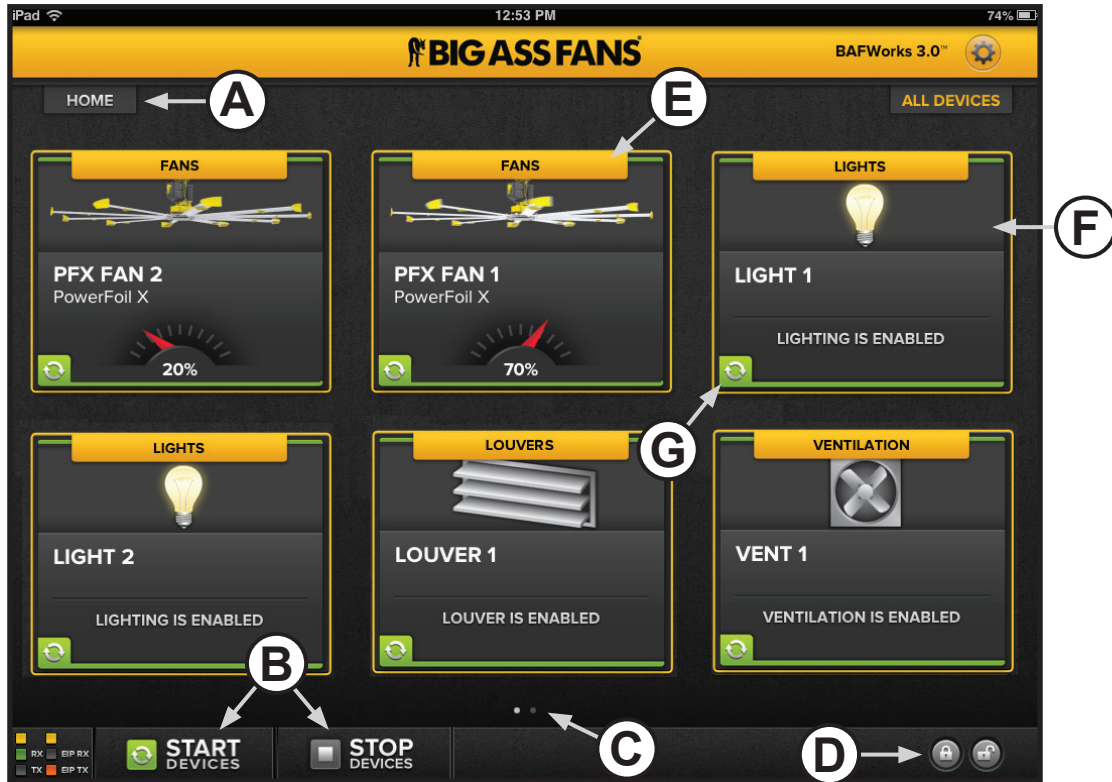 iPad 12:53 PM 74%
BIG ASS FANS®
BAFWorks 3.0™
HOME
A
E
ALL DEVICES
FANS
FANS
LIGHTS
F
PFX FAN 2
PowerFoil X
20%
PFX FAN 1
PowerFoil X
70%
LIGHT 1
LIGHTING IS ENABLED
G
LIGHTS
LOUVERS
VENTILATION
LIGHT 2
LIGHTING IS ENABLED
LOUVER 1
LOUVER IS ENABLED
VENT 1
VENTILATION IS ENABLED
B
C
D
RX EIP RX
TX EIP TX
START
DEVICES
STOP
DEVICES